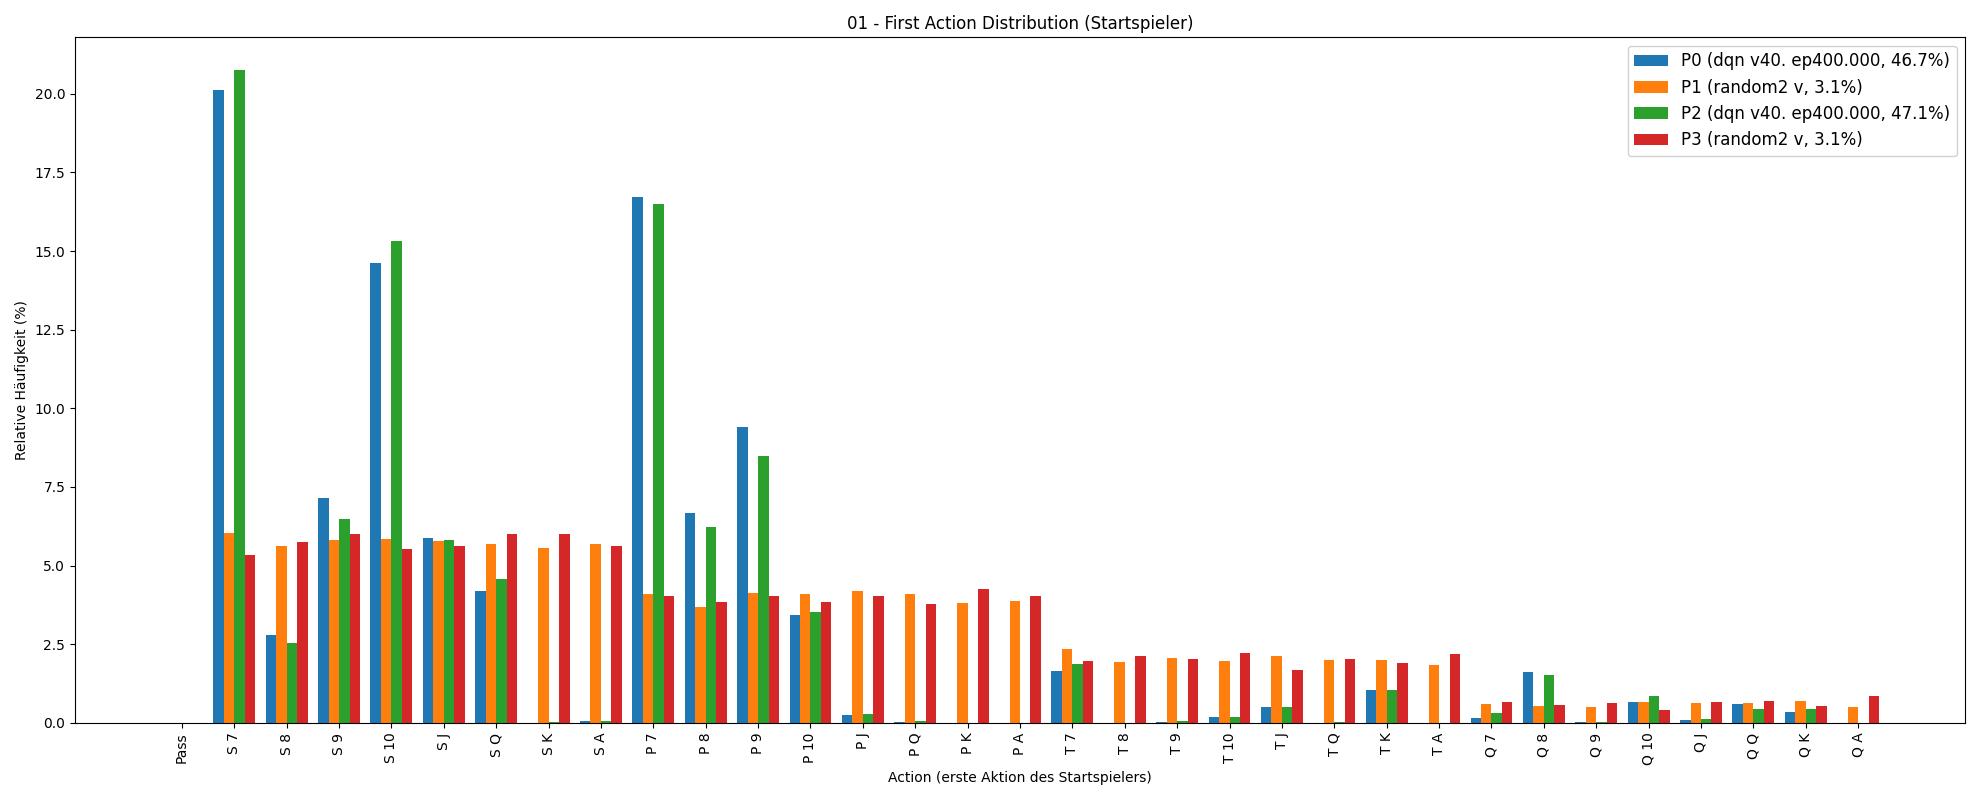 01 - First Action Distribution (Startspieler)
P0 (dqn v40. ep400.000, 46.7%)
P1 (random2 v, 3.1%)
P2 (dqn v40. ep400.000, 47.1%)
P3 (random2 v, 3.1%)
Relative Häufigkeit (%)
20.0
17.5
15.0
12.5
10.0
7.5
5.0
2.5
0.0
Pass
S 7
S 8
S 9
S 10
S J
S Q
S K
S A
P 7
P 8
P 9
P 10
P J
P Q
P K
P A
T 7
T 8
T 9
T 10
T J
T Q
T K
T A
Q 7
Q 8
Q 9
Q 10
Q J
Q Q
Q K
Q A
Action (erste Aktion des Startspielers)